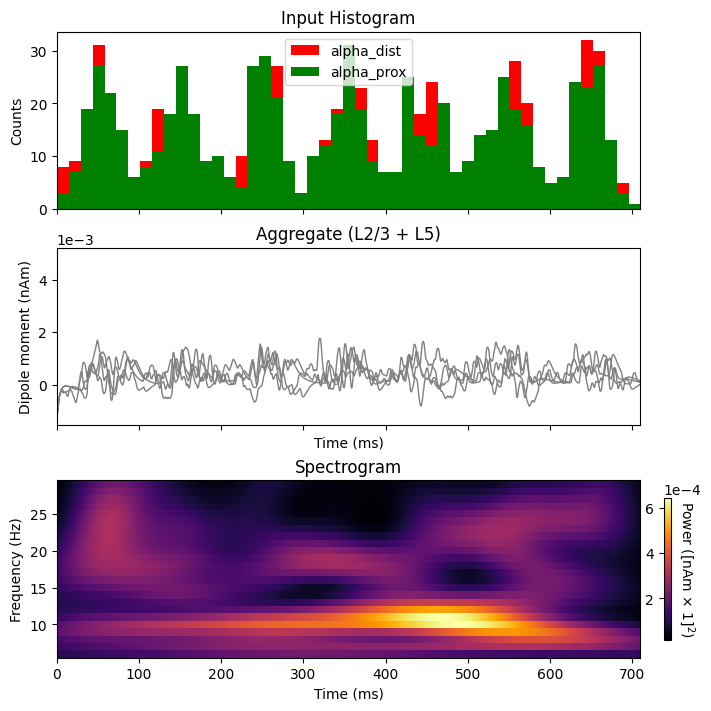 Input Histogram
alpha_dist
alpha_prox
30
20
10
0
Counts
Aggregate (L2/3 + L5)
1e−3
4
2
0
Dipole moment (nAm)
Time (ms)
Spectrogram
25
20
15
10
Frequency (Hz)
0 100 200 300 400 500 600 700
Time (ms)
1e−4
6
4
2
Power ([nAm × 1]²)